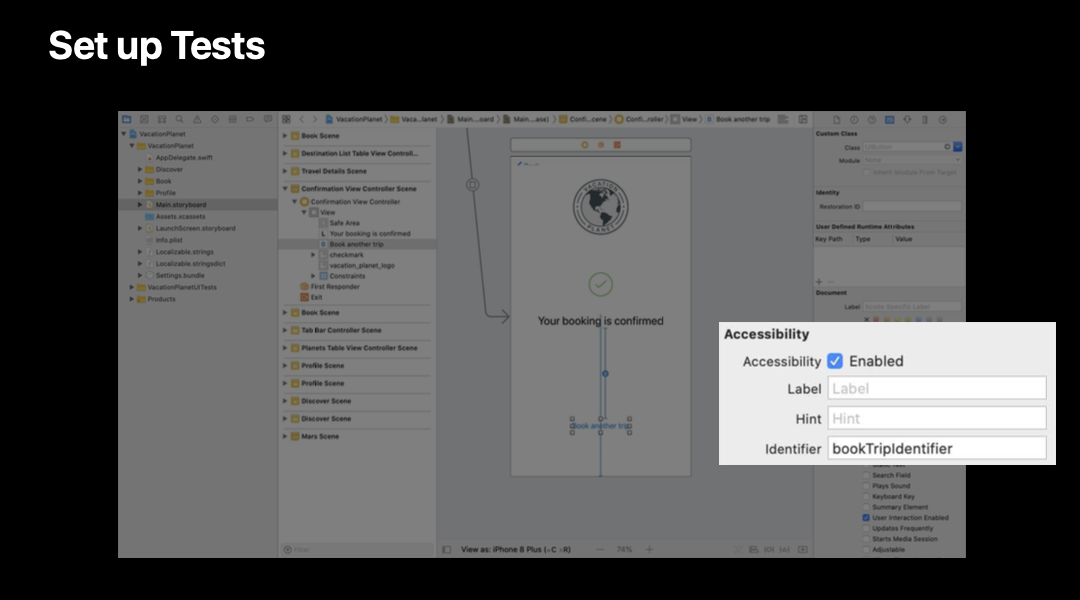 Set up Tests
VacationPlanet
VacationPlanet
AppDelegate.swift
Discover
Book
Profile
Main.storyboard
Assets.xcassets
LaunchScreen.storyboard
Info.plist
Localizable.strings
Localizable.stringsdict
Settings.bundle
VacationPlanetUITests
Products
VacationPlanet
Vaca...lanet
Main....oard
Main....ase)
Confi...cene
Confi...roller
View
Book another trip
Book Scene
Destination List Table View Controll...
Travel Details Scene
Confirmation View Controller Scene
Confirmation View Controller
View
Safe Area
L Your booking is confirmed
B Book another trip
checkmark
vacation_planet_logo
Constraints
First Responder
Exit
Book Scene
Tab Bar Controller Scene
Planets Table View Controller Scene
Profile Scene
Profile Scene
Discover Scene
Discover Scene
Mars Scene
Filter
VACATION
PLANET
Your booking is confirmed
Book another trip
View as: iPhone 8 Plus (wC hR)
74%
Custom Class
Class UIButton
Module None
Inherit Module From Target
Identity
Restoration ID
User Defined Runtime Attributes
Key Path Type Value
Document
Label Xcode Specific Label
Accessibility
Accessibility Enabled
Label Label
Hint Hint
Identifier bookTripIdentifier
Static Text
Search Field
Plays Sound
Keyboard Key
Summary Element
User Interaction Enabled
Updates Frequently
Starts Media Session
Adjustable